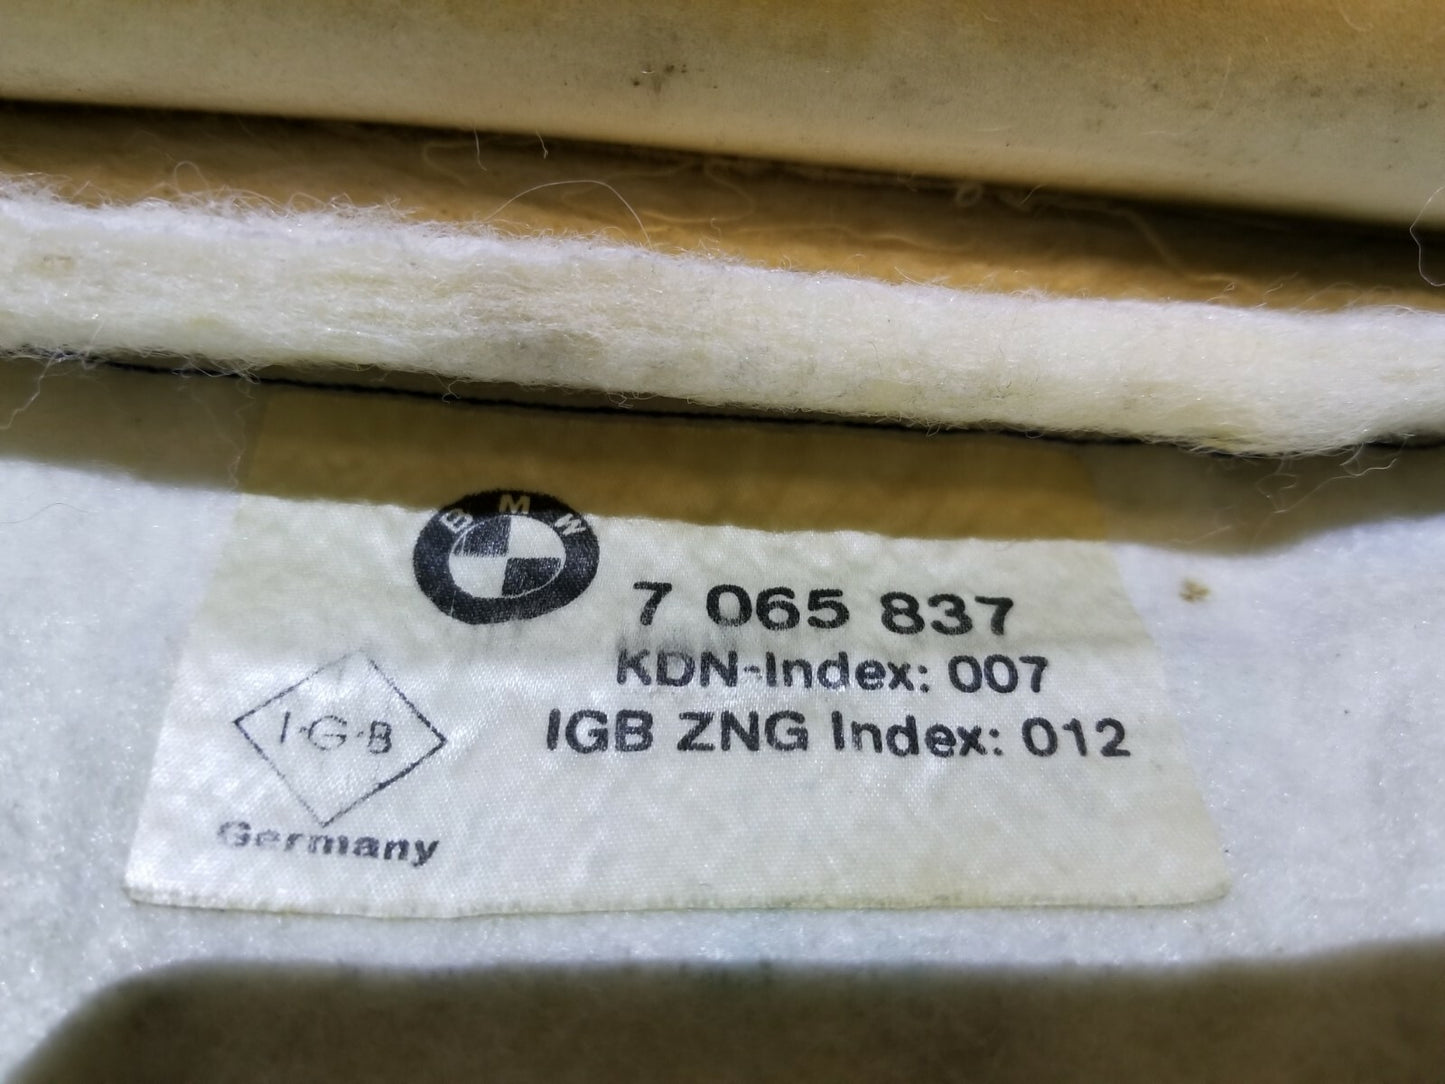 BMW
7 065 837
KDN-Index: 007
IGB ZNG Index: 012
I·G·B
Germany